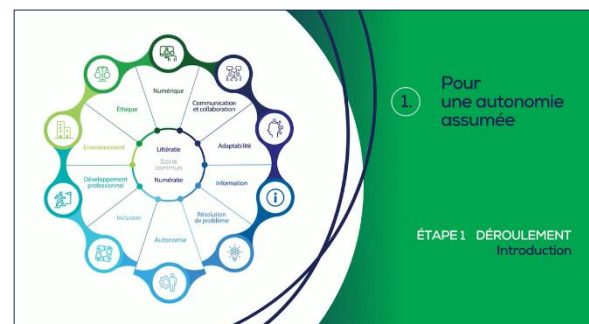 Numérique
Communication
et collaboration
Adaptabilité
Information
Résolution
de problème
Autonomie
Inclusion
Développement
professionnel
Environnement
Éthique
Littératie
Socle
commun
Numératie
1.
Pour
une autonomie
assumée
ÉTAPE 1 DÉROULEMENT
Introduction